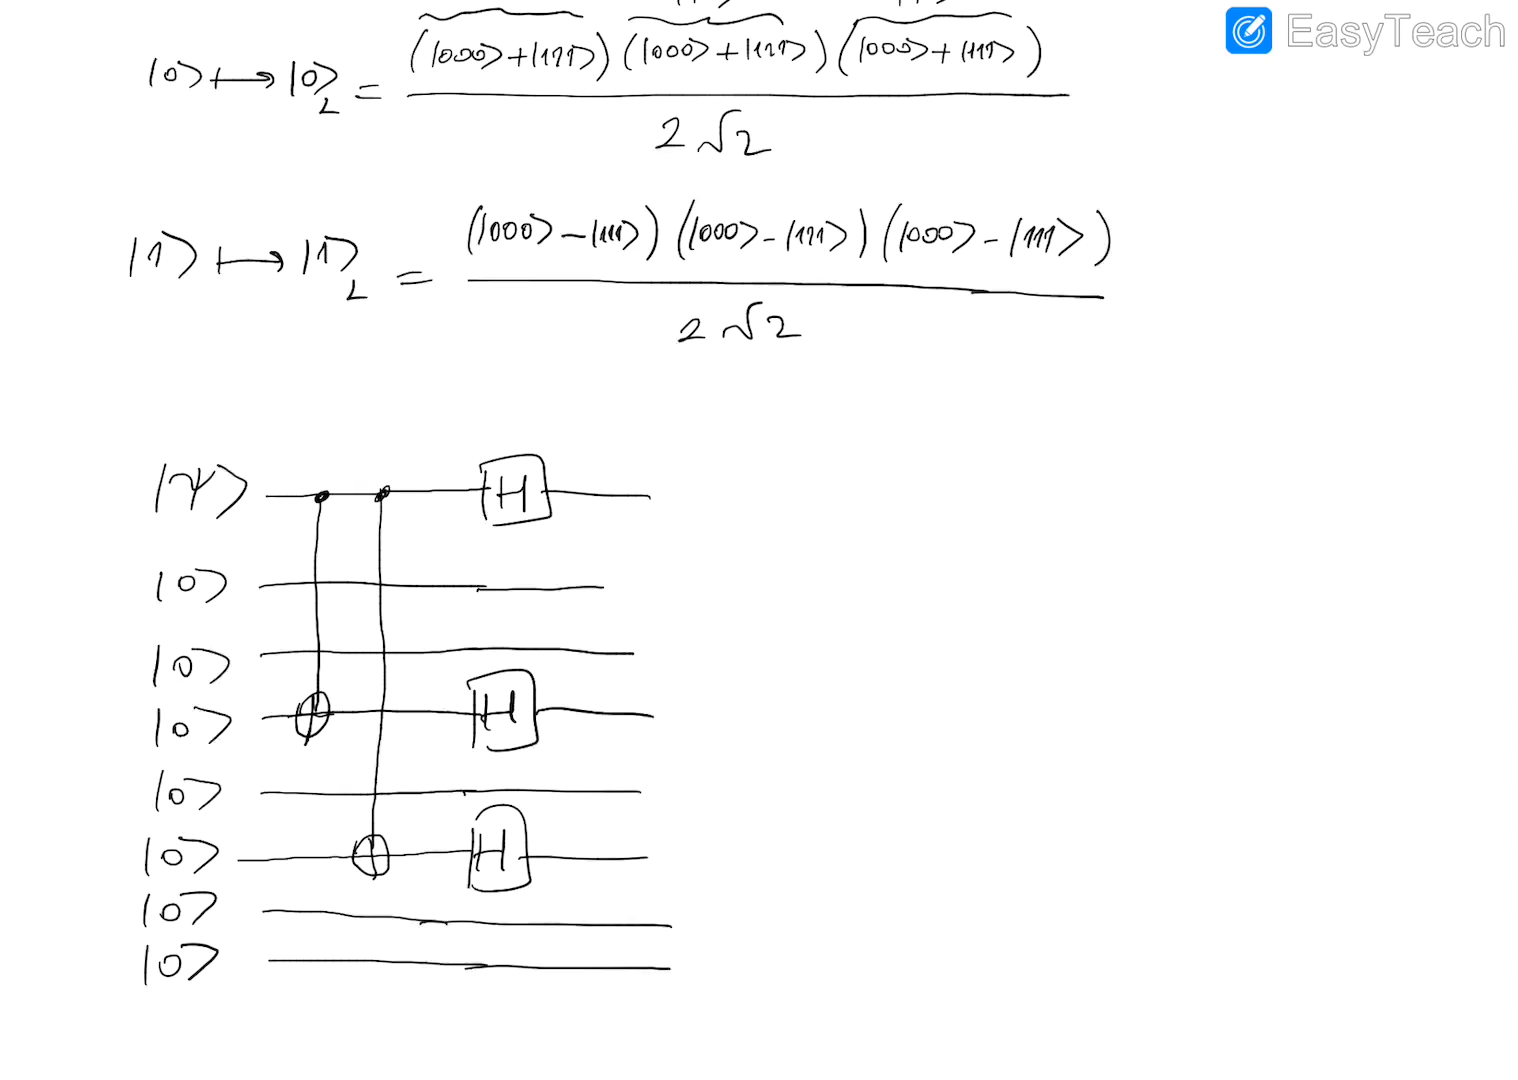 EasyTeach
|0⟩ ↦ |0⟩_L = (|000⟩+|111⟩)(|000⟩+|111⟩)(|000⟩+|111⟩)
2√2
|1⟩ ↦ |1⟩_L = (|000⟩-|111⟩)(|000⟩-|111⟩)(|000⟩-|111⟩)
2√2
|ψ⟩ H
|0⟩
|0⟩
|0⟩ H
|0⟩
|0⟩ H
|0⟩
|0⟩